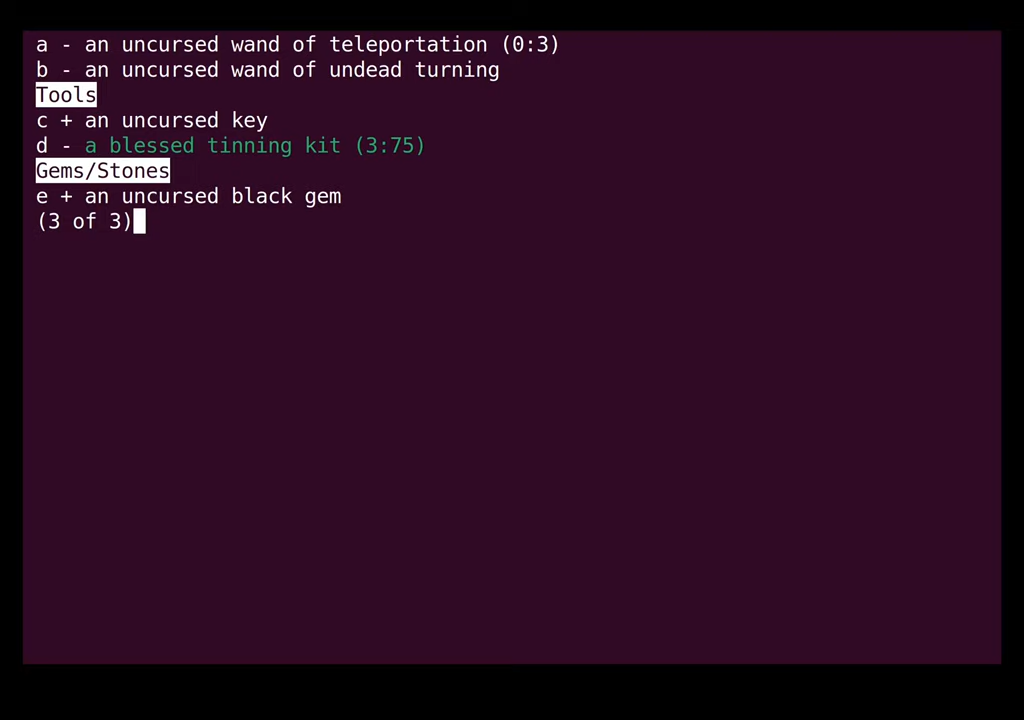 a - an uncursed wand of teleportation (0:3)
b - an uncursed wand of undead turning
Tools
c + an uncursed key
d - a blessed tinning kit (3:75)
Gems/Stones
e + an uncursed black gem
(3 of 3)